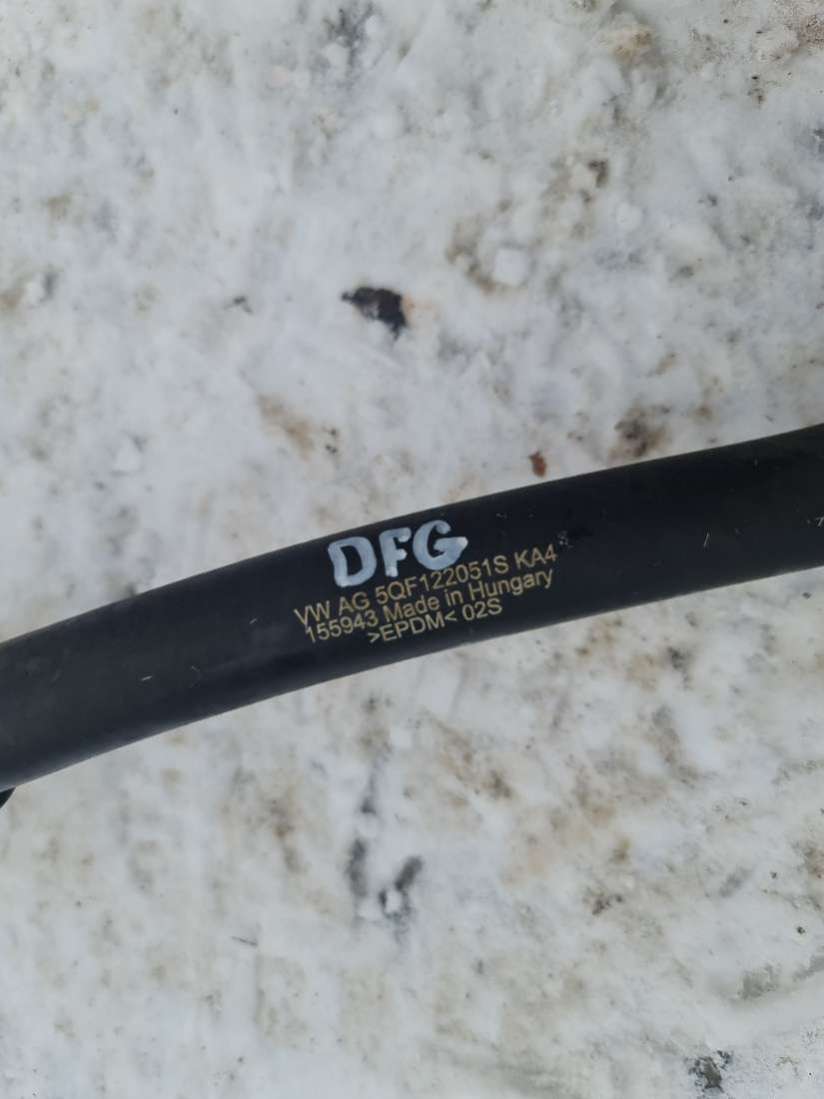 DFG
VW AG 5QF122051S KA4
155943 Made in Hungary
>EPDM< 02S